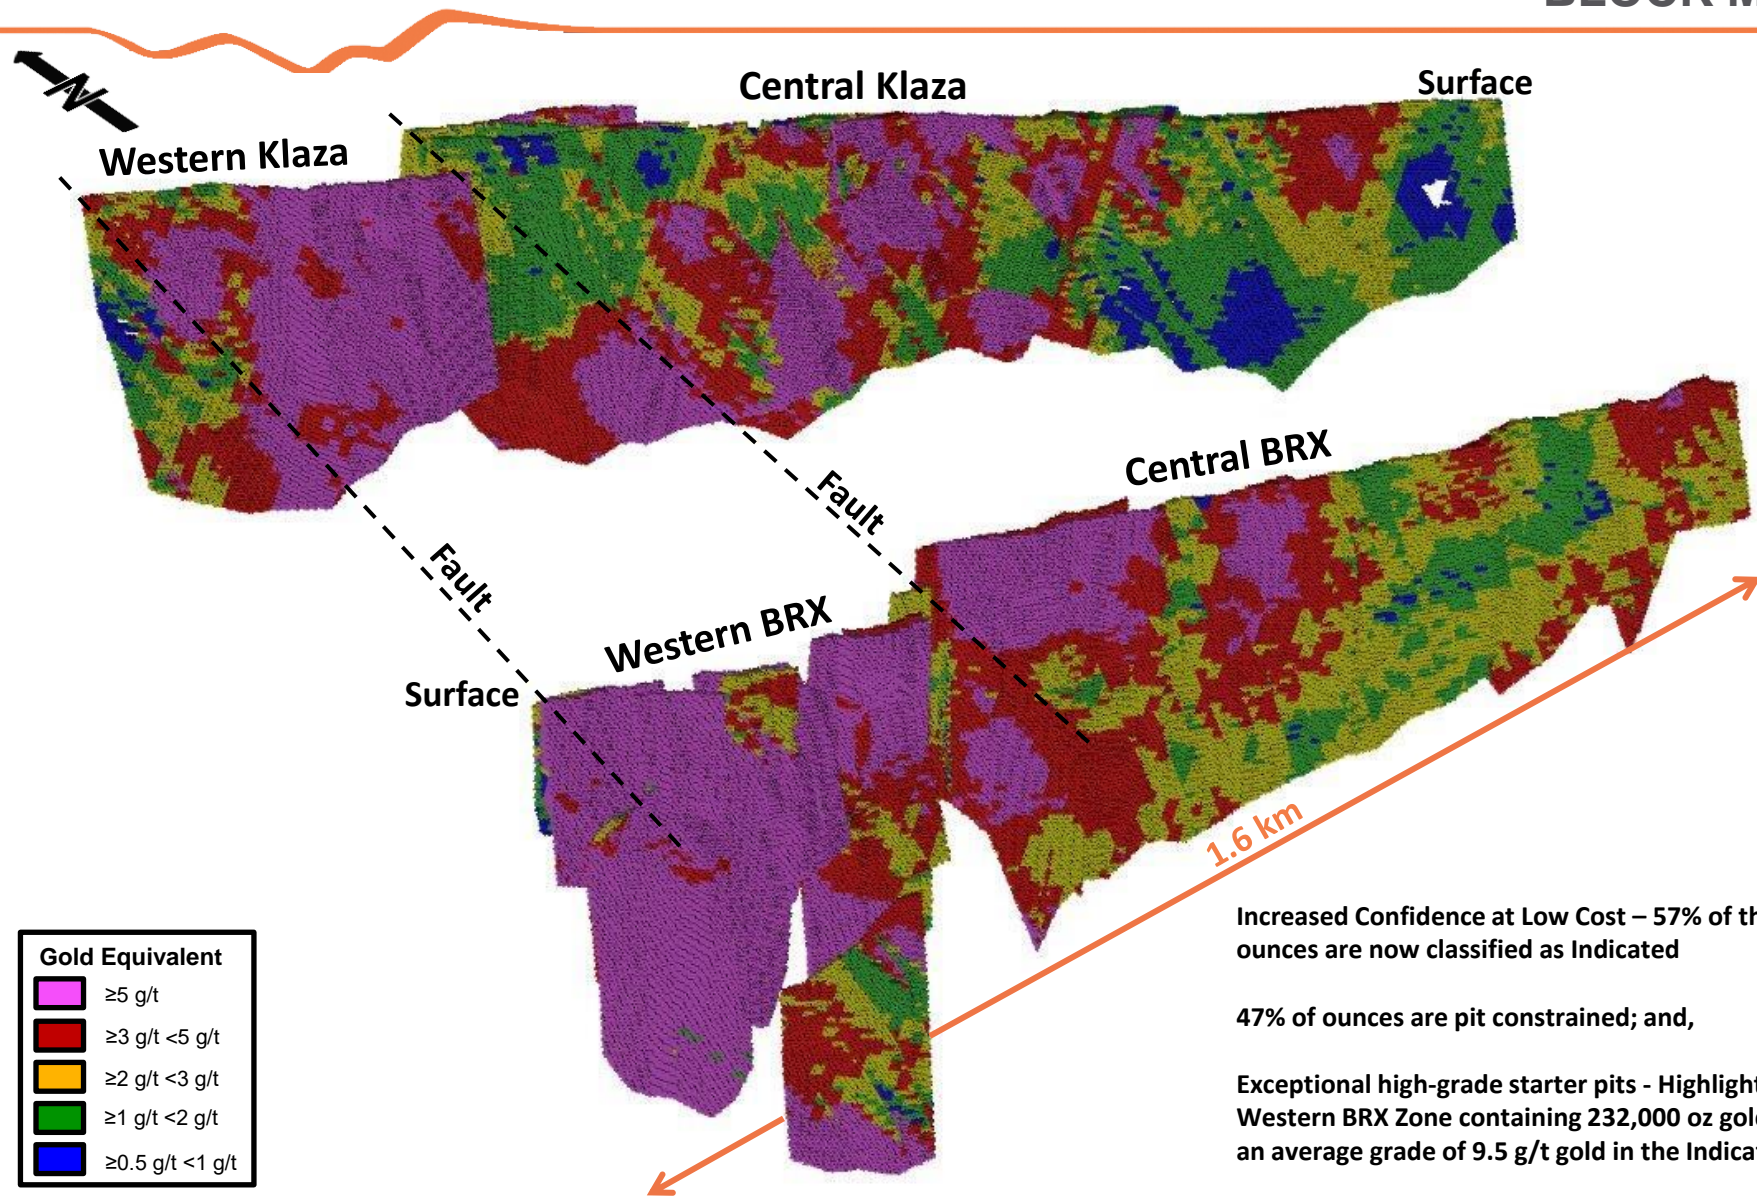 BLOCK M
N
Central Klaza
Surface
Western Klaza
Central BRX
Fault
Fault
Western BRX
Surface
1.6 km
Gold Equivalent
≥5 g/t
≥3 g/t <5 g/t
≥2 g/t <3 g/t
≥1 g/t <2 g/t
≥0.5 g/t <1 g/t
Increased Confidence at Low Cost – 57% of th
ounces are now classified as Indicated
47% of ounces are pit constrained; and,
Exceptional high-grade starter pits - Highlight
Western BRX Zone containing 232,000 oz gol
an average grade of 9.5 g/t gold in the Indicat